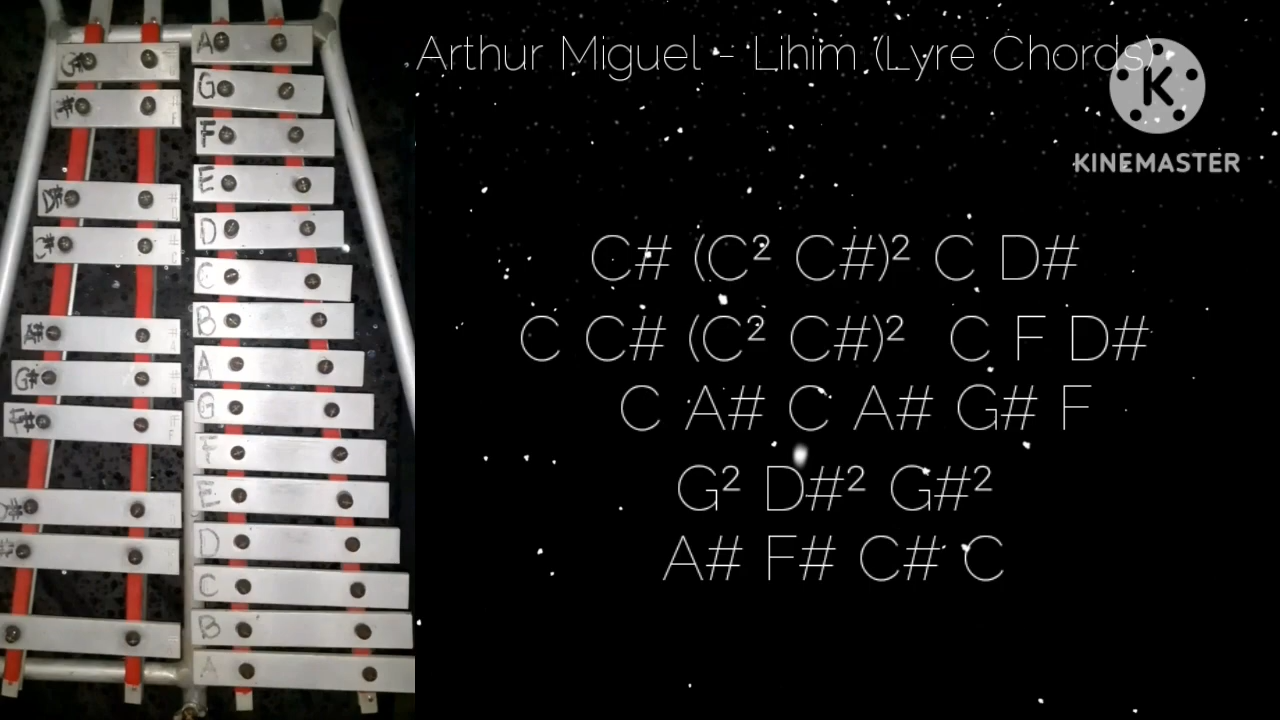 Arthur Miguel - Lihim (Lyre Chords)
K
KINEMASTER
C# (C² C#)² C D#
C C# (C² C#)² C F D#
C A# C A# G# F
G² D#² G#²
A# F# C# C
G#
F#
D#
C#
A#
G#
F#
D#
A
G
F
E
D
C
B
A
G
F
E
D
C
B
A